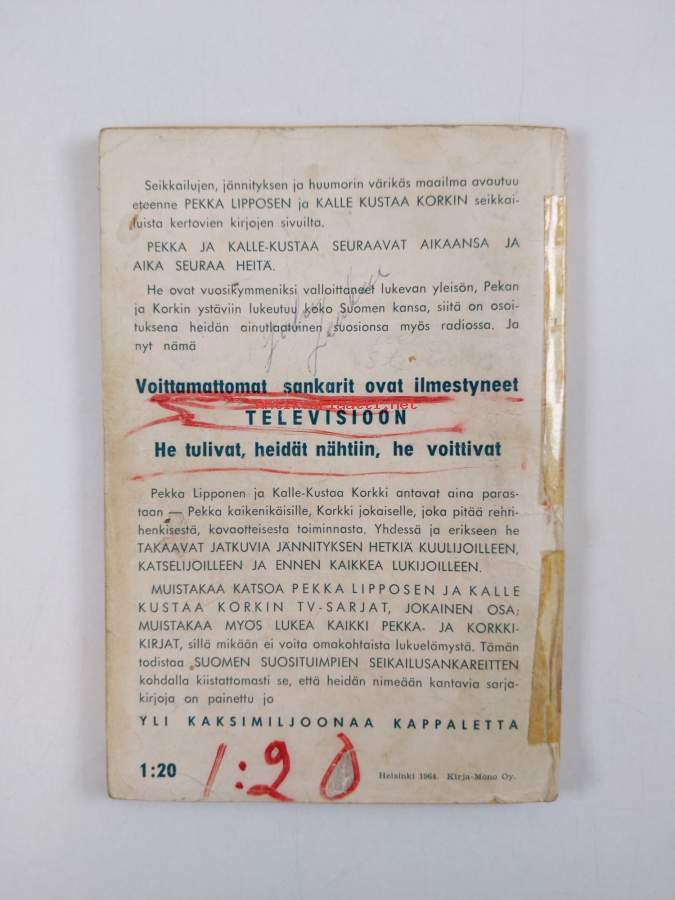 Seikkailujen, jännityksen ja huumorin värikäs maailma avautuu
eteenne PEKKA LIPPOSEN ja KALLE KUSTAA KORKIN seikkai-
luista kertovien kirjojen sivuilta.
PEKKA JA KALLE-KUSTAA SEURAAVAT AIKAANSA JA
AIKA SEURAA HEITÄ.
He ovat vuosikymmeniksi valloittaneet lukevan yleisön, Pekan
ja Korkin ystäviin lukeutuu koko Suomen kansa, siitä on osoi-
tuksena heidän ainutlaatuinen suosionsa myös radiossa. Ja
nyt nämä
Voittamattomat sankarit ovat ilmestyneet
TELEVISIOON
He tulivat, heidät nähtiin, he voittivat
Pekka Lipponen ja Kalle-Kustaa Korkki antavat aina paras-
taan — Pekka kaikenikäisille, Korkki jokaiselle, joka pitää rehti-
henkisestä, kovaotteisesta toiminnasta. Yhdessä ja erikseen he
TAKAAVAT JATKUVIA JÄNNITYKSEN HETKIÄ KUULIJOILLEEN,
KATSELIJOILLEEN JA ENNEN KAIKKEA LUKIJOILLEEN.
MUISTAKAA KATSOA PEKKA LIPPOSEN JA KALLE
KUSTAA KORKIN TV-SARJAT, JOKAINEN OSA;
MUISTAKAA MYÖS LUKEA KAIKKI PEKKA- JA KORKKI-
KIRJAT, sillä mikään ei voita omakohtaista lukuelämystä. Tämän
todistaa SUOMEN SUOSITUIMPIEN SEIKAILUSANKAREITTEN
kohdalla kiistattomasti se, että heidän nimeään kantavia sarja-
kirjoja on painettu jo
YLI KAKSIMILJOONAA KAPPALETTA
1:20
1:20
Helsinki 1964. Kirja-Mono Oy.